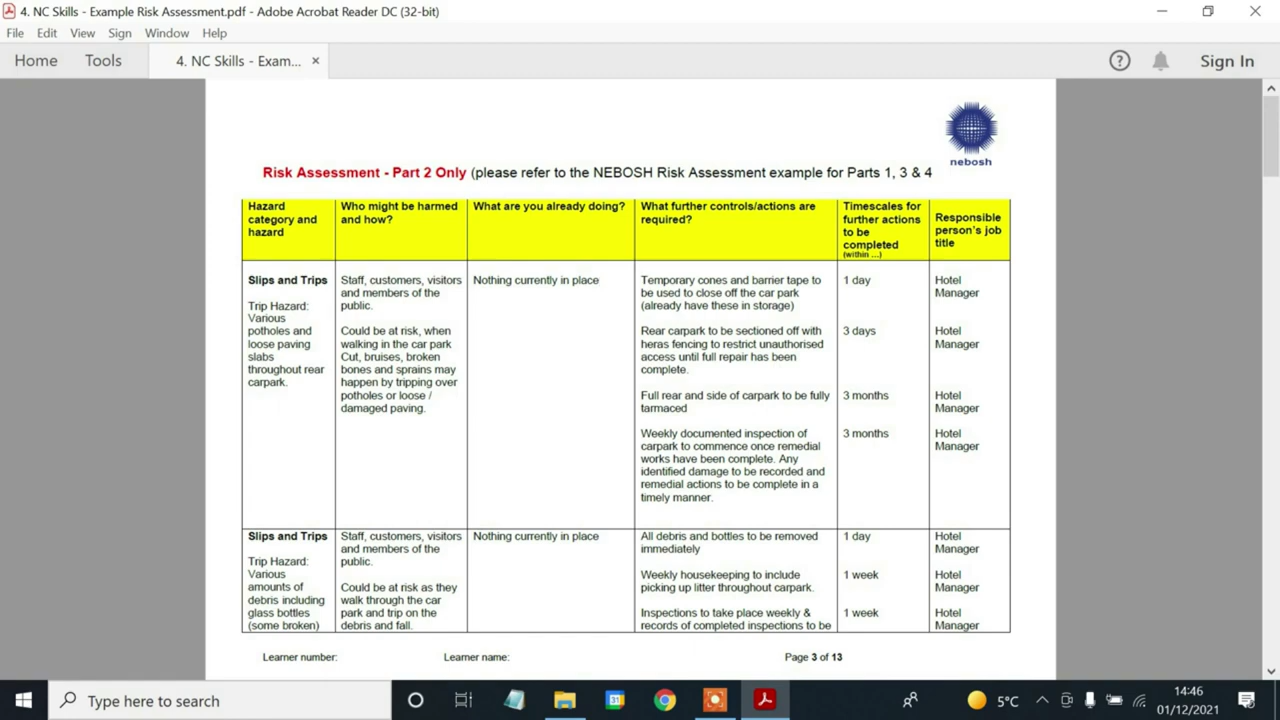 4. NC Skills - Example Risk Assessment.pdf - Adobe Acrobat Reader DC (32-bit)
File Edit View Sign Window Help
Home Tools 4. NC Skills - Exam... × Sign In
nebosh
Risk Assessment - Part 2 Only (please refer to the NEBOSH Risk Assessment example for Parts 1, 3 & 4
Hazard
category and
hazard
Who might be harmed
and how?
What are you already doing?
What further controls/actions are
required?
Timescales for
further actions
to be
completed
(within ...)
Responsible
person's job
title
Slips and Trips
Trip Hazard:
Various
potholes and
loose paving
slabs
throughout rear
carpark.
Staff, customers, visitors
and members of the
public.
Could be at risk, when
walking in the car park
Cut, bruises, broken
bones and sprains may
happen by tripping over
potholes or loose /
damaged paving.
Nothing currently in place
Temporary cones and barrier tape to
be used to close off the car park
(already have these in storage)
1 day
Hotel
Manager
Rear carpark to be sectioned off with
heras fencing to restrict unauthorised
access until full repair has been
complete.
3 days
Hotel
Manager
Full rear and side of carpark to be fully
tarmaced
3 months
Hotel
Manager
Weekly documented inspection of
carpark to commence once remedial
works have been complete. Any
identified damage to be recorded and
remedial actions to be complete in a
timely manner.
3 months
Hotel
Manager
Slips and Trips
Trip Hazard:
Various
amounts of
debris including
glass bottles
(some broken)
Staff, customers, visitors
and members of the
public.
Could be at risk as they
walk through the car
park and trip on the
debris and fall.
Nothing currently in place
All debris and bottles to be removed
immediately
1 day
Hotel
Manager
Weekly housekeeping to include
picking up litter throughout carpark.
1 week
Hotel
Manager
Inspections to take place weekly &
records of completed inspections to be
1 week
Hotel
Manager
Learner number: Learner name: Page 3 of 13
Type here to search
31
5°C
14:46
01/12/2021